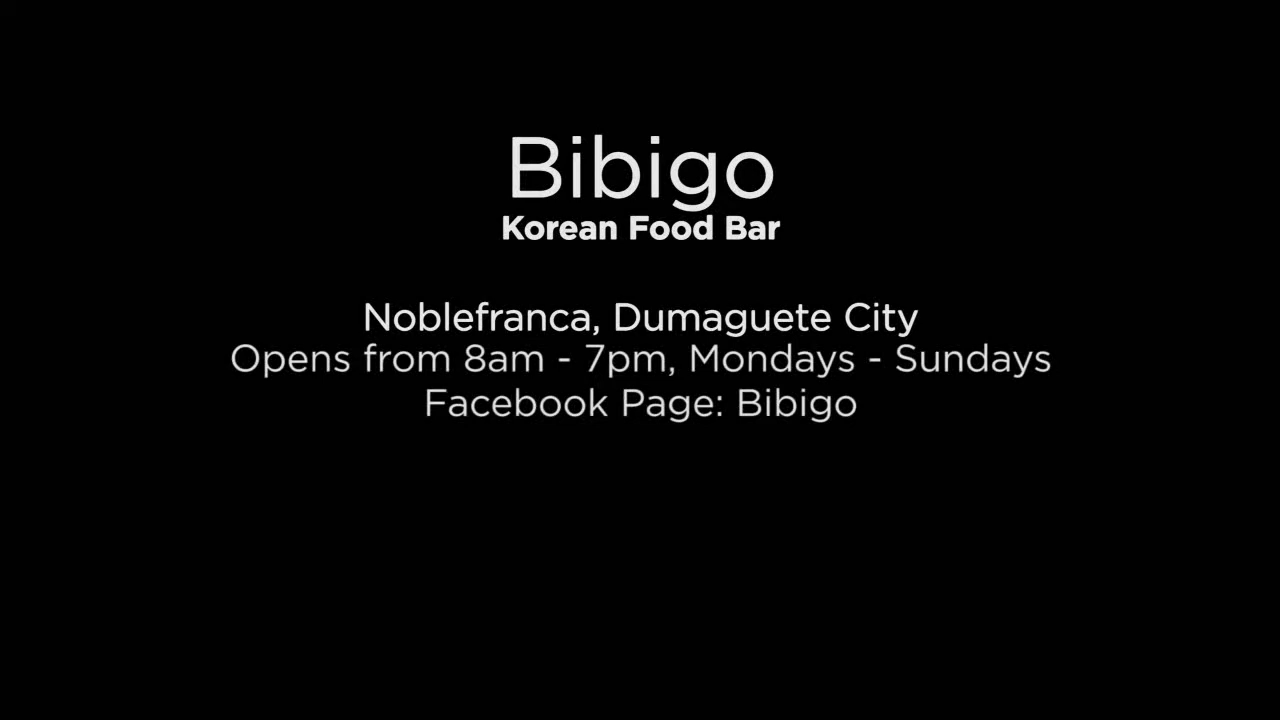 Bibigo
Korean Food Bar
Noblefranca, Dumaguete City
Opens from 8am - 7pm, Mondays - Sundays
Facebook Page: Bibigo